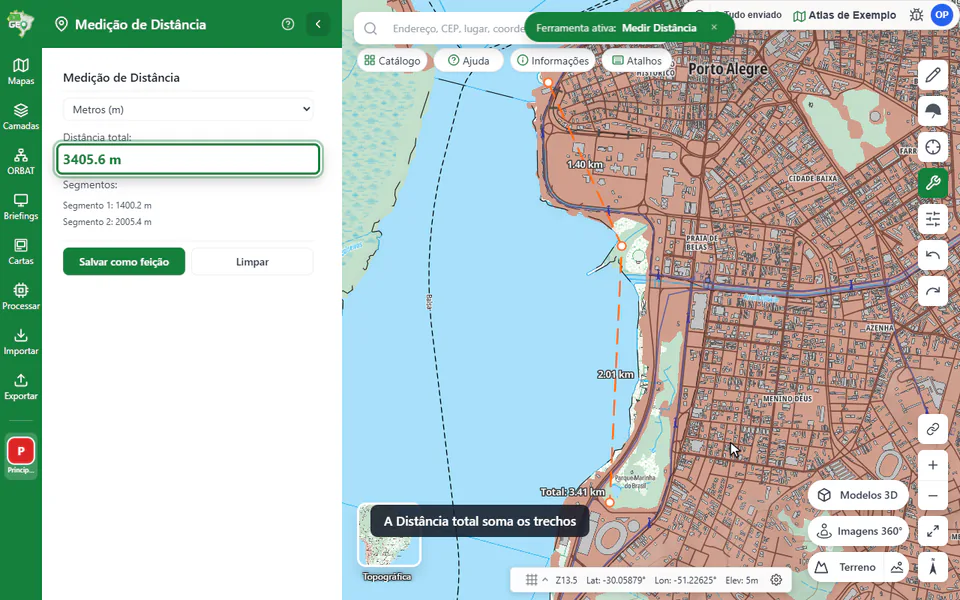 GEO
Medição de Distância
Endereço, CEP, lugar, coorde
Ferramenta ativa: Medir Distância
Tudo enviado
Atlas de Exemplo
OP
Catálogo
Ajuda
Informações
Atalhos
Mapas
Camadas
ORBAT
Briefings
Cartas
Processar
Importar
Exportar
P
Princip...
Medição de Distância
Metros (m)
Distância total:
3405.6 m
Segmentos:
Segmento 1: 1400.2 m
Segmento 2: 2005.4 m
Salvar como feição
Limpar
HISTÓRICO
Porto Alegre
FARR
1.40 km
CIDADE BAIXA
PRAIA DE
BELAS
Baisa
AZENHA
2.01 km
MENINO DEUS
Parque Marinha
do Brasil
Total: 3.41 km
A Distância total soma os trechos
Topográfica
Modelos 3D
Imagens 360°
Terreno
Z13.5 Lat: -30.05879° Lon: -51.22625° Elev: 5m